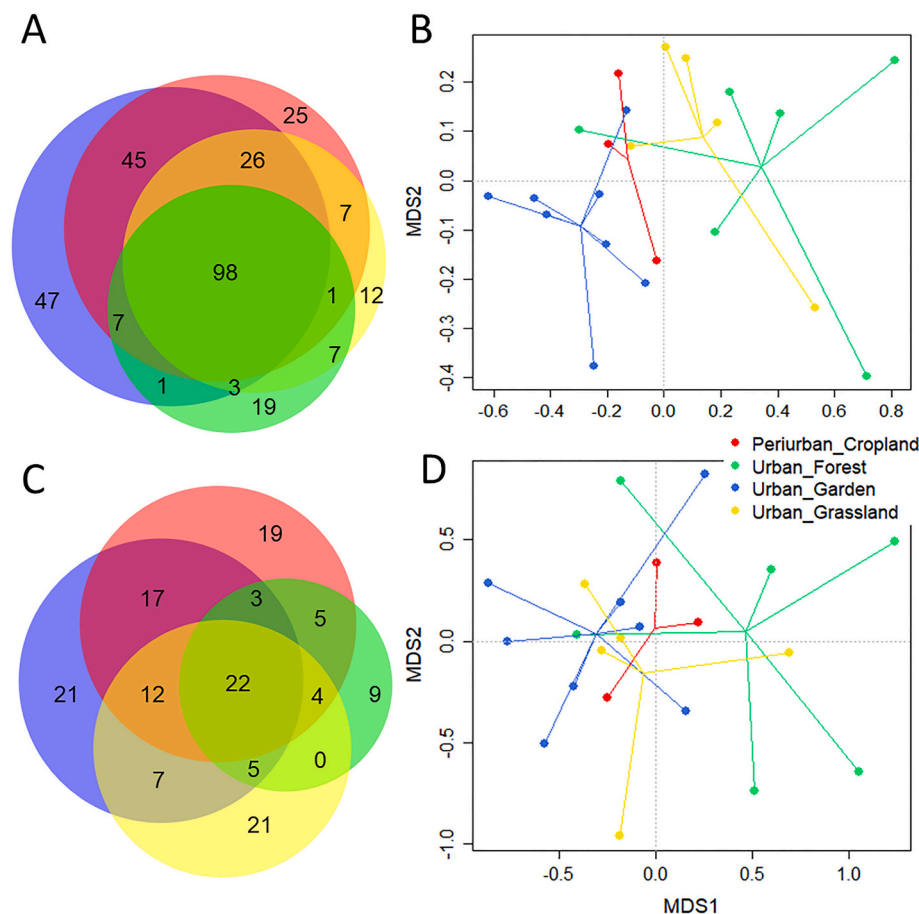 A
25
45
26
7
98
1
12
47
7
7
1
3
19
B
MDS2
0.2
0.1
0.0
-0.1
-0.2
-0.3
-0.4
-0.6 -0.4 -0.2 0.0 0.2 0.4 0.6 0.8
Periurban_Cropland
Urban_Forest
Urban_Garden
Urban_Grassland
C
19
17
3
5
21
12
22
4
9
7
5
0
21
D
MDS2
0.5
0.0
-0.5
-1.0
-0.5 0.0 0.5 1.0
MDS1